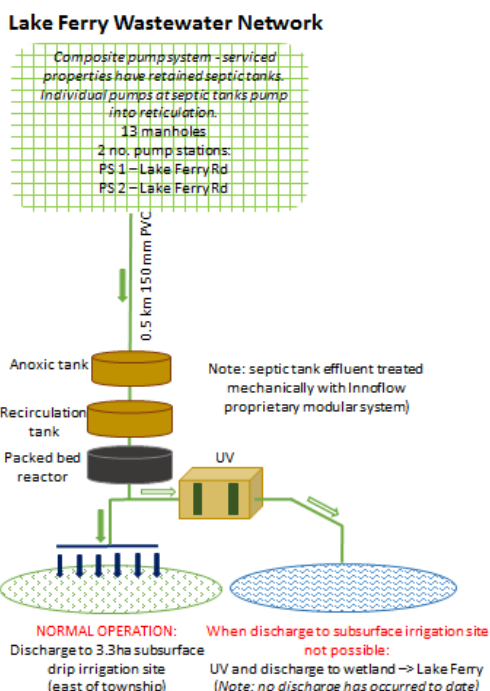 Lake Ferry Wastewater Network
Composite pump system - serviced
properties have retained septic tanks.
Individual pumps at septic tanks pump
into reticulation.
13 manholes
2 no. pump stations:
PS 1 – Lake Ferry Rd
PS 2 – Lake Ferry Rd
0.5 km 150 mm PVC
Anoxic tank
Note: septic tank effluent treated
mechanically with Innoflow
proprietary modular system)
Recirculation
tank
Packed bed
reactor
UV
NORMAL OPERATION:
Discharge to 3.3ha subsurface
drip irrigation site
(east of township)
When discharge to subsurface irrigation site
not possible:
UV and discharge to wetland –> Lake Ferry
(Note: no discharge has occurred to date)